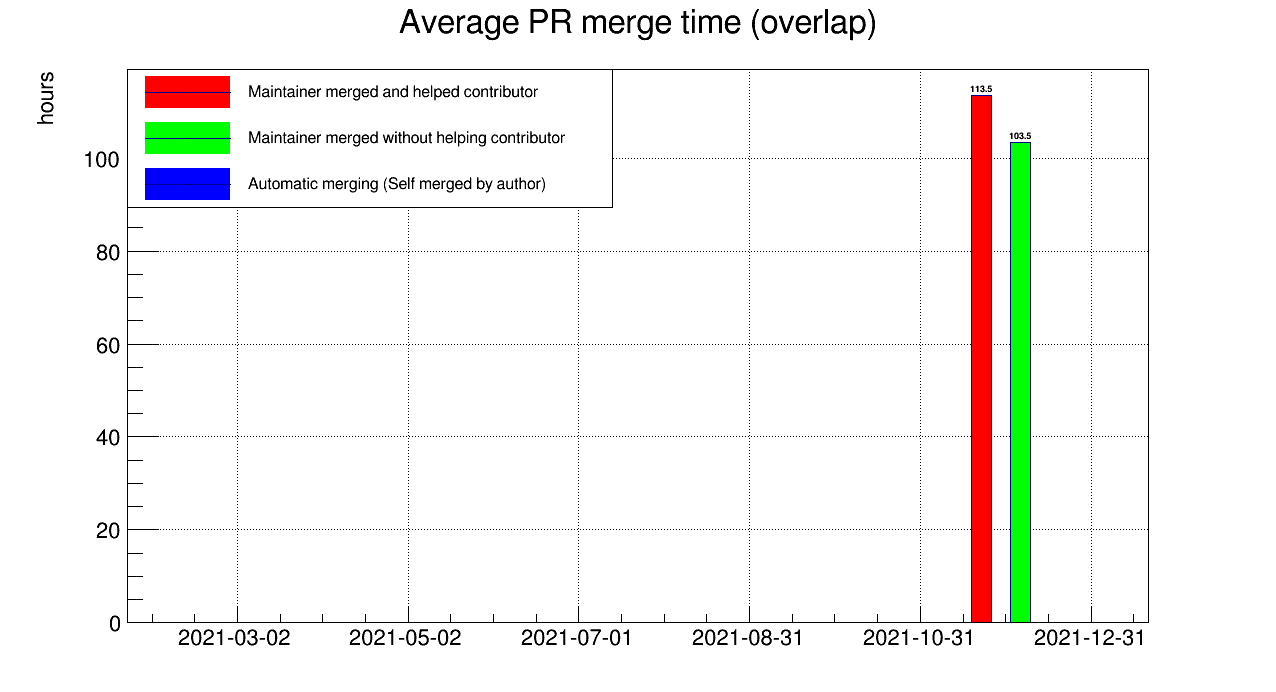 Average PR merge time (overlap)
hours
Maintainer merged and helped contributor
Maintainer merged without helping contributor
Automatic merging (Self merged by author)
113.5
103.5
100
80
60
40
20
0
2021-03-02
2021-05-02
2021-07-01
2021-08-31
2021-10-31
2021-12-31